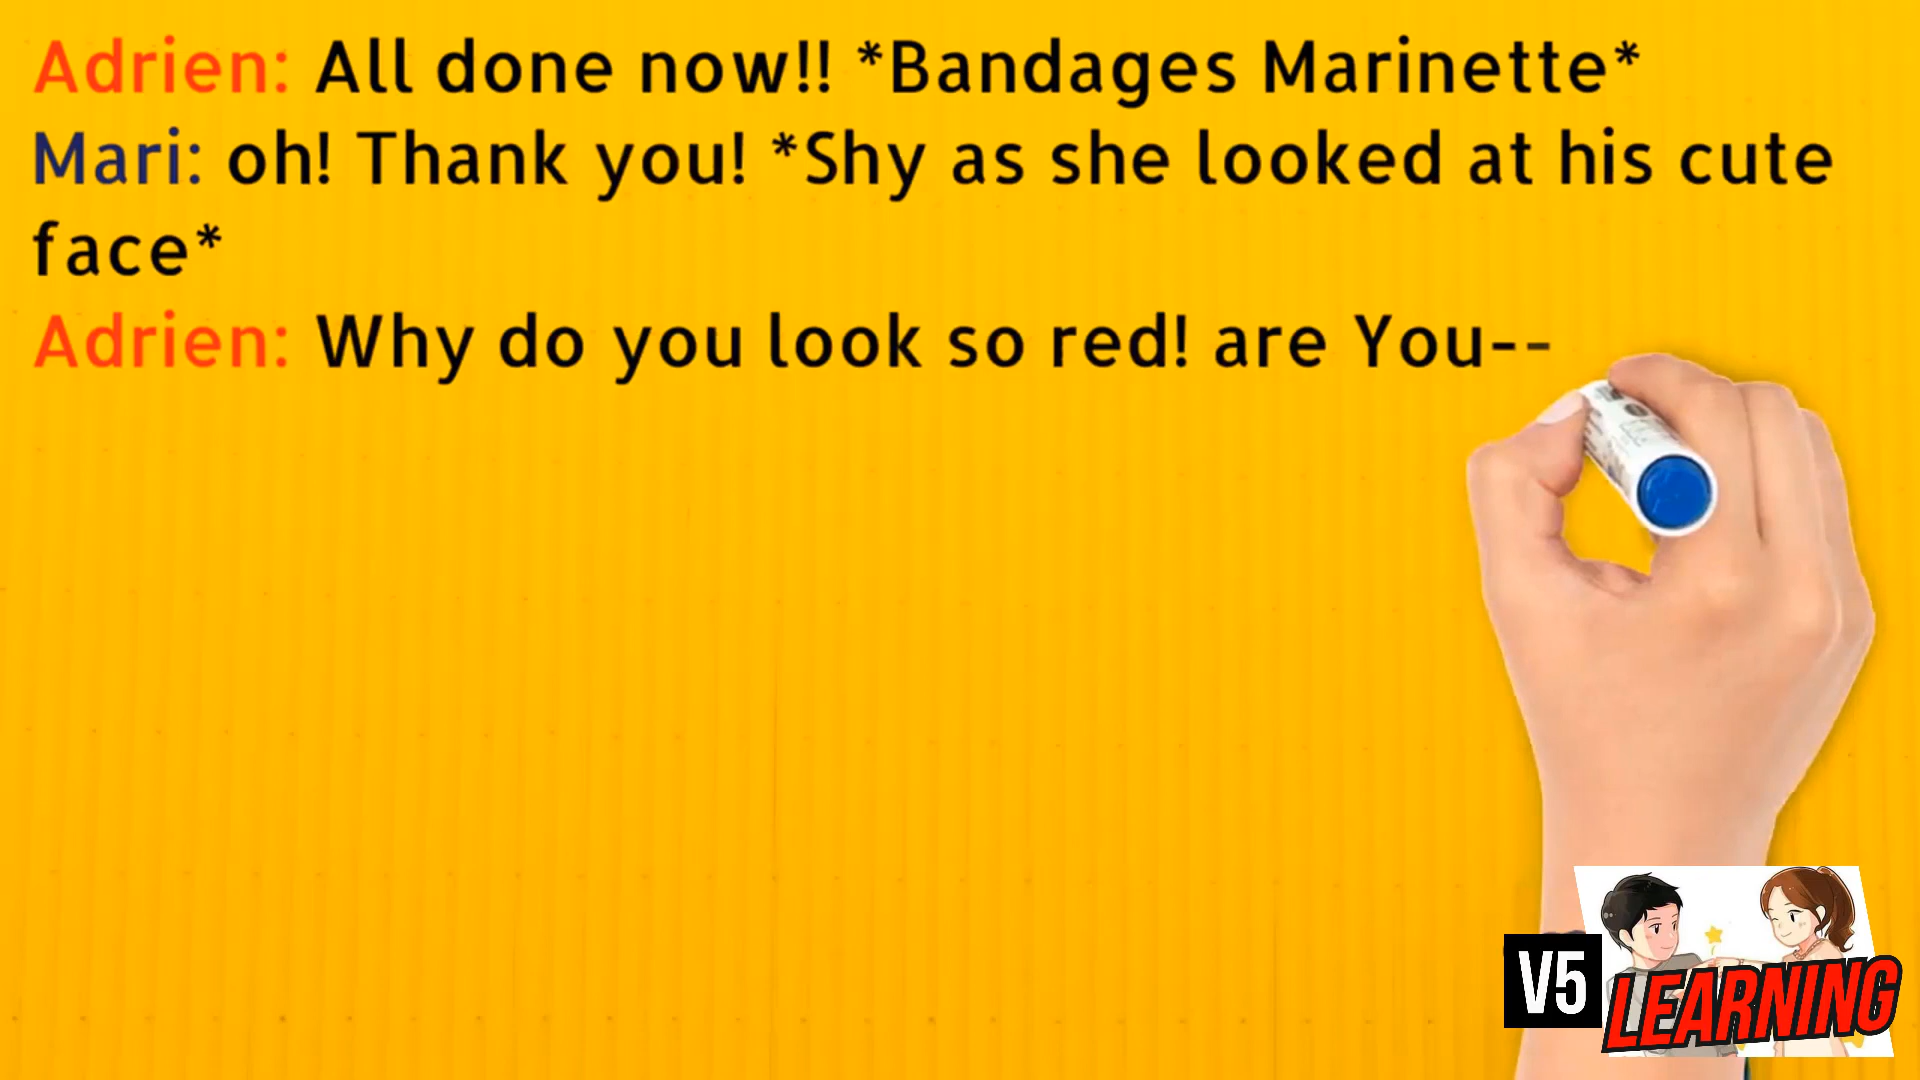 Adrien: All done now!! *Bandages Marinette*
Mari: oh! Thank you! *Shy as she looked at his cute
face*
Adrien: Why do you look so red! are You--
V5
LEARNING